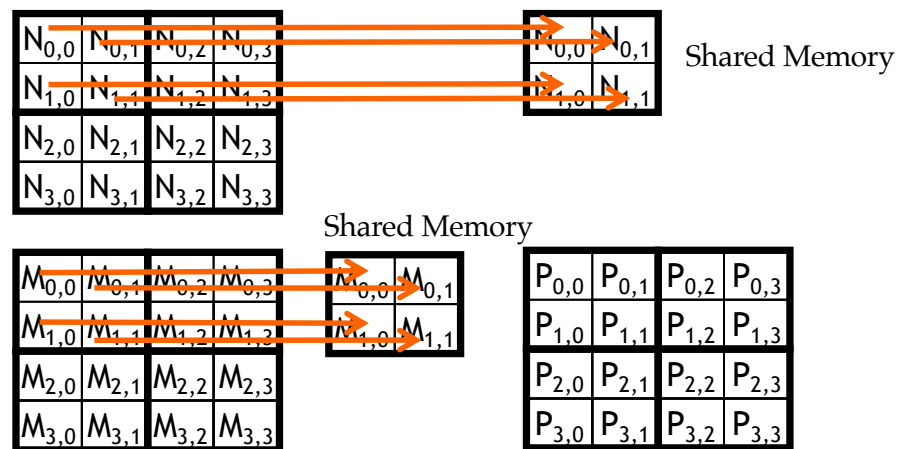 N0,0 N0,1 N0,2 N0,3
N1,0 N1,1 N1,2 N1,3
N2,0 N2,1 N2,2 N2,3
N3,0 N3,1 N3,2 N3,3
N0,0 N0,1
N1,0 N1,1
Shared Memory
Shared Memory
M0,0 M0,1 M0,2 M0,3
M1,0 M1,1 M1,2 M1,3
M2,0 M2,1 M2,2 M2,3
M3,0 M3,1 M3,2 M3,3
M0,0 M0,1
M1,0 M1,1
P0,0 P0,1 P0,2 P0,3
P1,0 P1,1 P1,2 P1,3
P2,0 P2,1 P2,2 P2,3
P3,0 P3,1 P3,2 P3,3